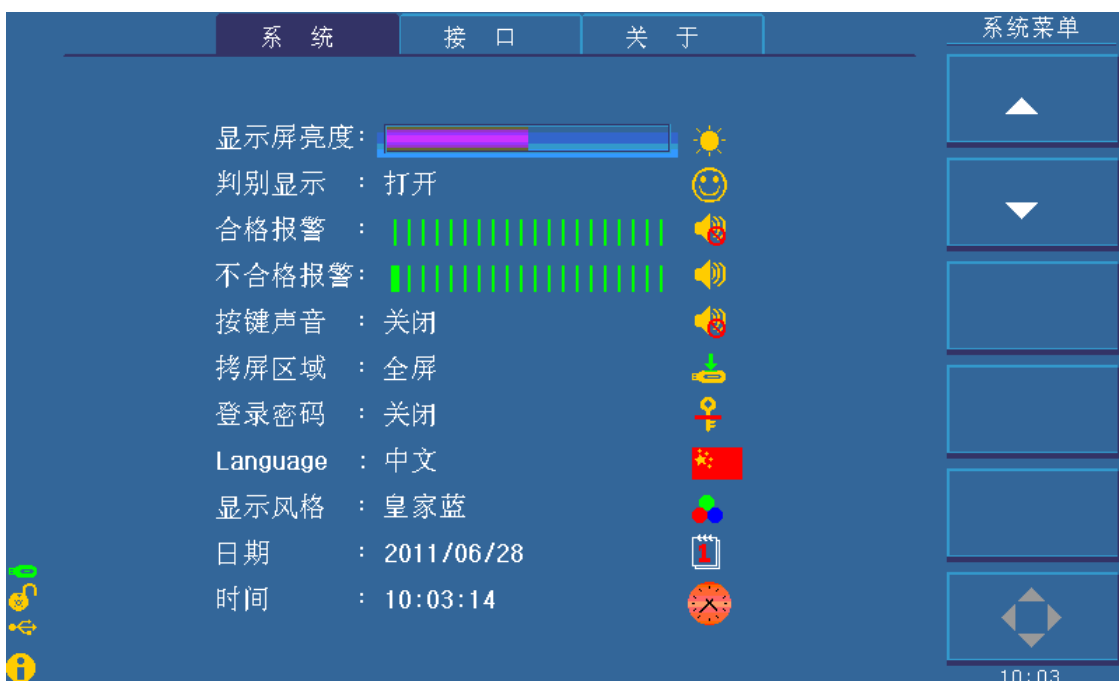 系 统 接 口 关 于 系统菜单
显示屏亮度:
判别显示 : 打开
合格报警 :
不合格报警:
按键声音 : 关闭
拷屏区域 : 全屏
登录密码 : 关闭
Language : 中文
显示风格 : 皇家蓝
日期 : 2011/06/28
时间 : 10:03:14
10:03